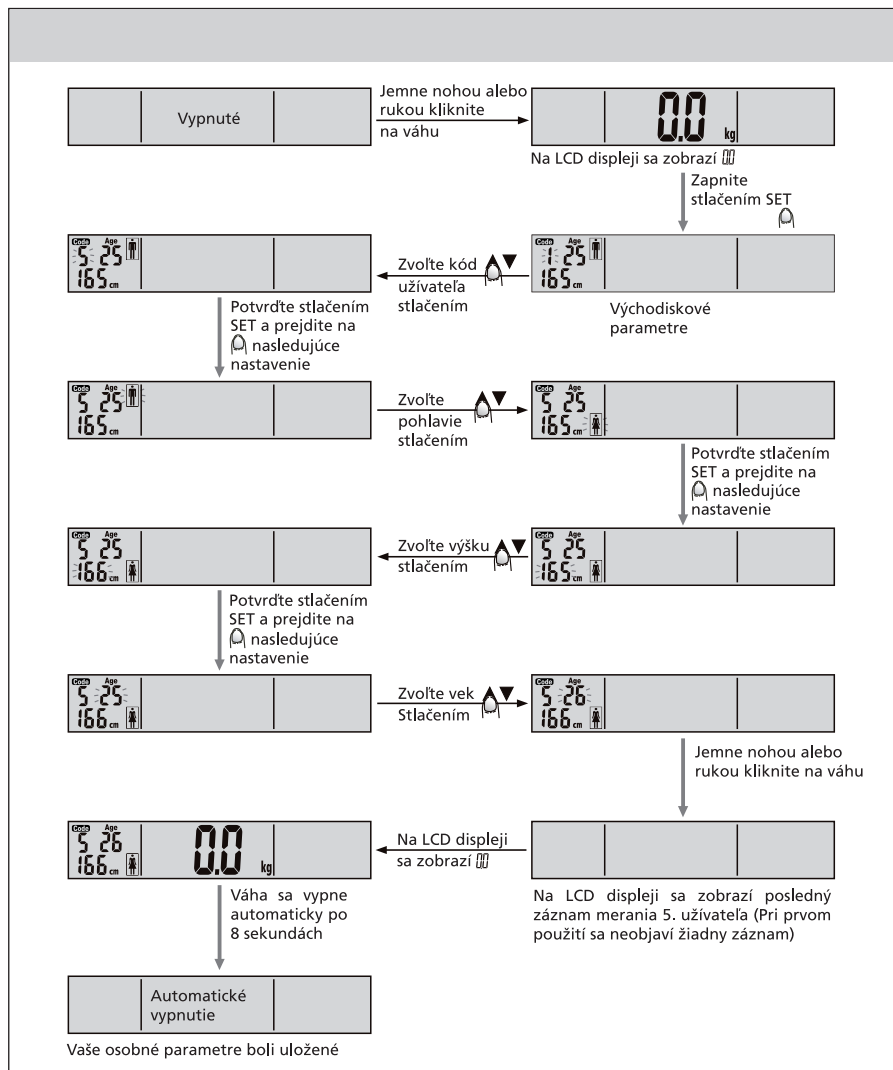 Vypnuté
Jemne nohou alebo
rukou kliknite
na váhu
0.0 kg
Na LCD displeji sa zobrazí 0.0
Zapnite
stlačením SET
Code Age
1 25
165 cm
Východiskové
parametre
Zvoľte kód
užívateľa
stlačením
Code Age
5 25
165 cm
Potvrďte stlačením
SET a prejdite na
nasledujúce
nastavenie
Code Age
5 25
165 cm
Zvoľte
pohlavie
stlačením
Code Age
5 25
165 cm
Potvrďte stlačením
SET a prejdite na
nasledujúce
nastavenie
Code Age
5 25
165 cm
Zvoľte výšku
stlačením
Code Age
5 25
166 cm
Potvrďte stlačením
SET a prejdite na
nasledujúce
nastavenie
Code Age
5 25
166 cm
Zvoľte vek
Stlačením
Code Age
5 26
166 cm
Jemne nohou alebo
rukou kliknite na váhu
Na LCD displeji sa zobrazí posledný
záznam merania 5. užívateľa (Pri prvom
použití sa neobjaví žiadny záznam)
Na LCD displeji
sa zobrazí 0.0
Code Age
5 26
166 cm
0.0 kg
Váha sa vypne
automaticky po
8 sekundách
Automatické
vypnutie
Vaše osobné parametre boli uložené